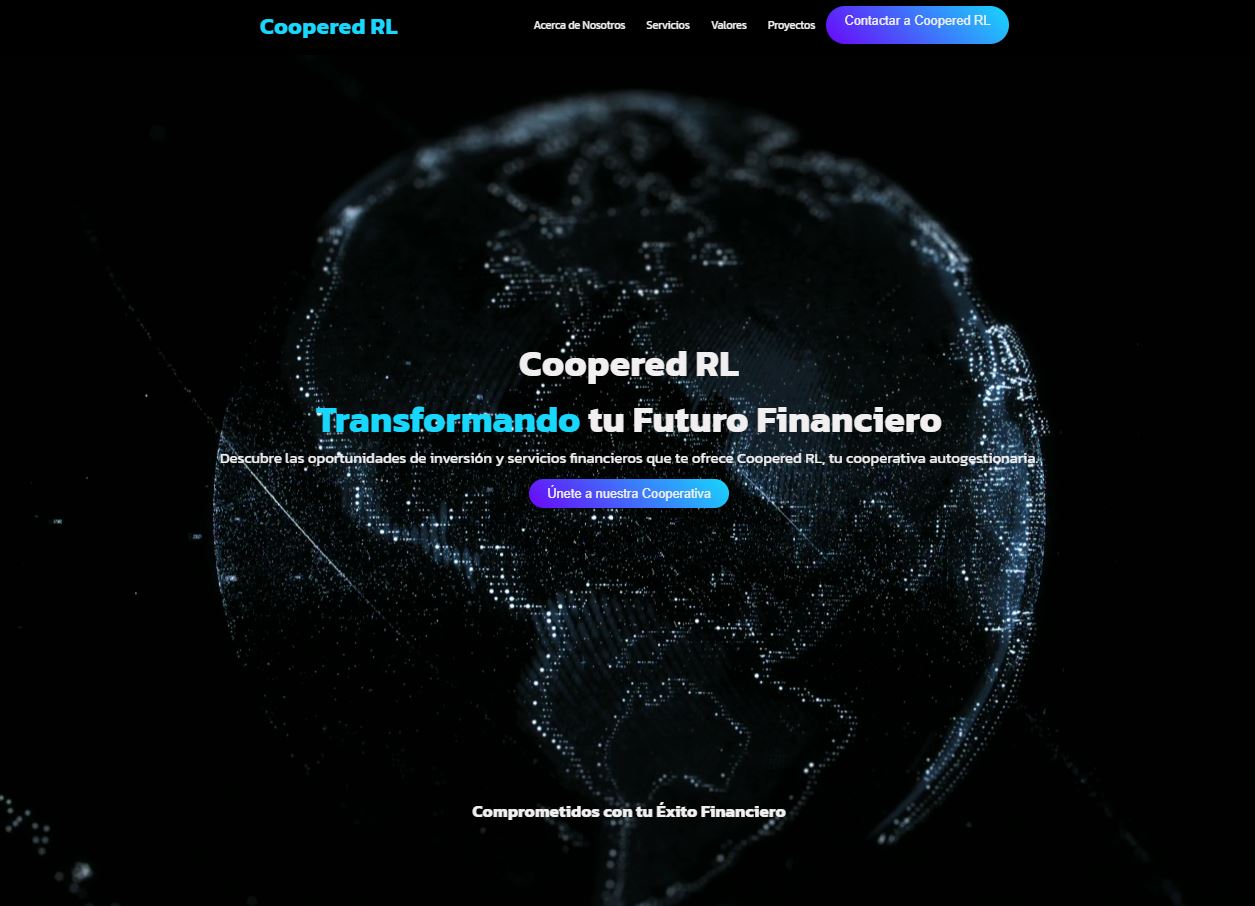 Coopered RL
Acerca de Nosotros
Servicios
Valores
Proyectos
Contactar a Coopered RL
Coopered RL
Transformando tu Futuro Financiero
Descubre las oportunidades de inversión y servicios financieros que te ofrece Coopered RL, tu cooperativa autogestionaria.
Únete a nuestra Cooperativa
Comprometidos con tu Éxito Financiero